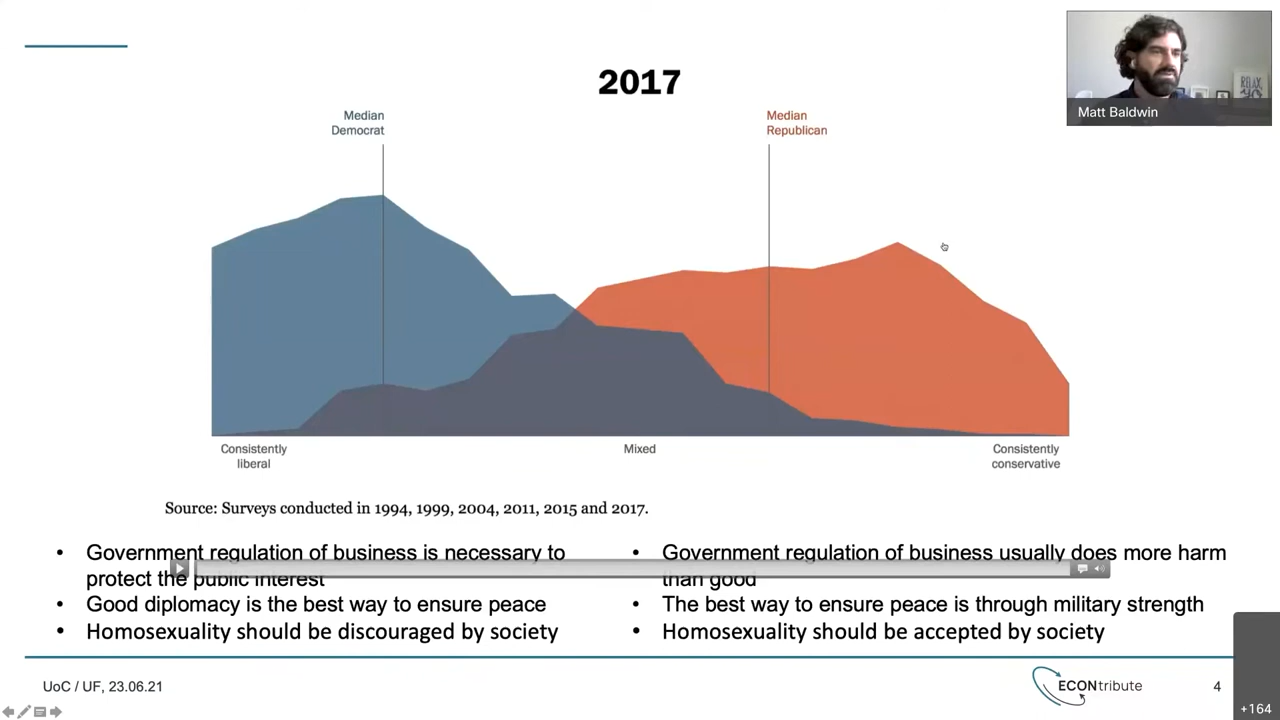 2017
Median
Democrat
Median
Republican
Matt Baldwin
Consistently
liberal
Mixed
Consistently
conservative
Source: Surveys conducted in 1994, 1999, 2004, 2011, 2015 and 2017.
• Government regulation of business is necessary to
protect the public interest
• Good diplomacy is the best way to ensure peace
• Homosexuality should be discouraged by society
• Government regulation of business usually does more harm
than good
• The best way to ensure peace is through military strength
• Homosexuality should be accepted by society
UoC / UF, 23.06.21
ECONtribute
4
+164